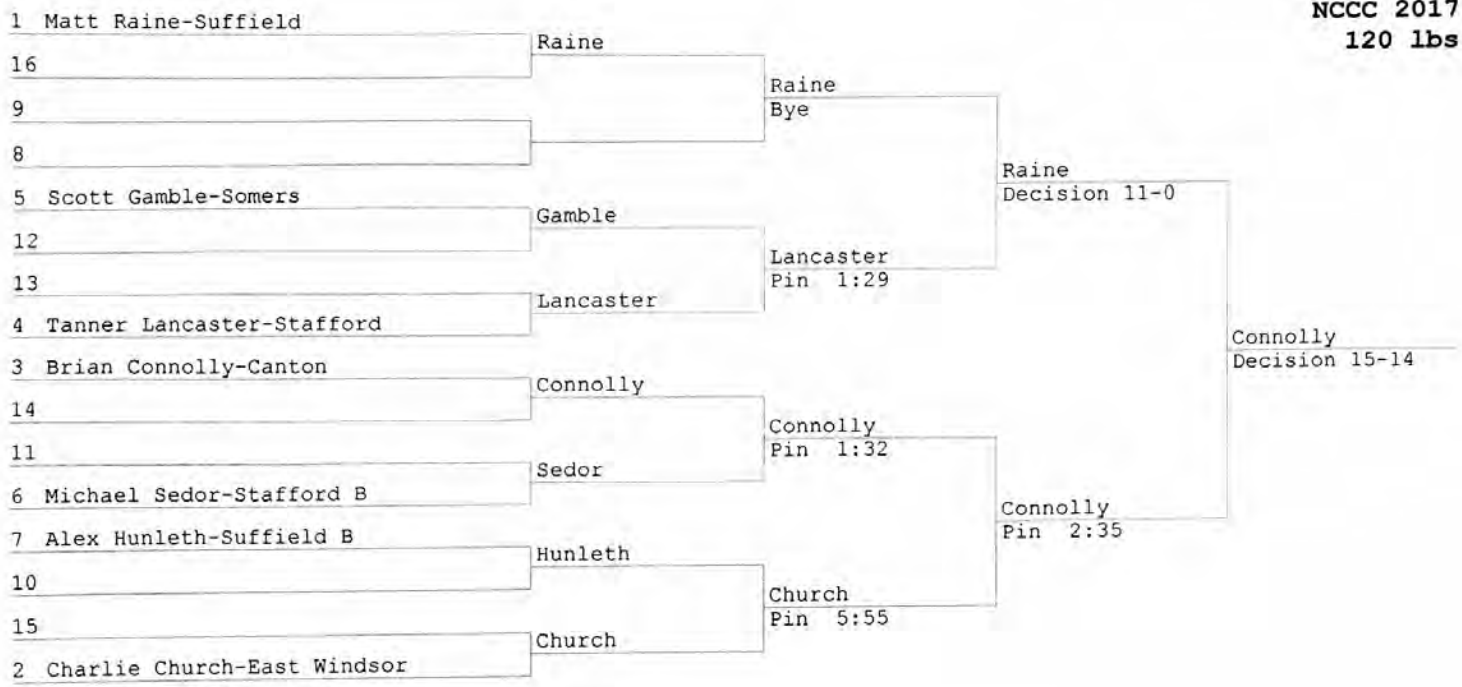 NCCC 2017
120 lbs
1 Matt Raine-Suffield
16
9
8
5 Scott Gamble-Somers
12
13
4 Tanner Lancaster-Stafford
3 Brian Connolly-Canton
14
11
6 Michael Sedor-Stafford B
7 Alex Hunleth-Suffield B
10
15
2 Charlie Church-East Windsor
Raine
Gamble
Lancaster
Connolly
Sedor
Hunleth
Church
Raine
Bye
Lancaster
Pin 1:29
Connolly
Pin 1:32
Church
Pin 5:55
Raine
Decision 11-0
Connolly
Pin 2:35
Connolly
Decision 15-14